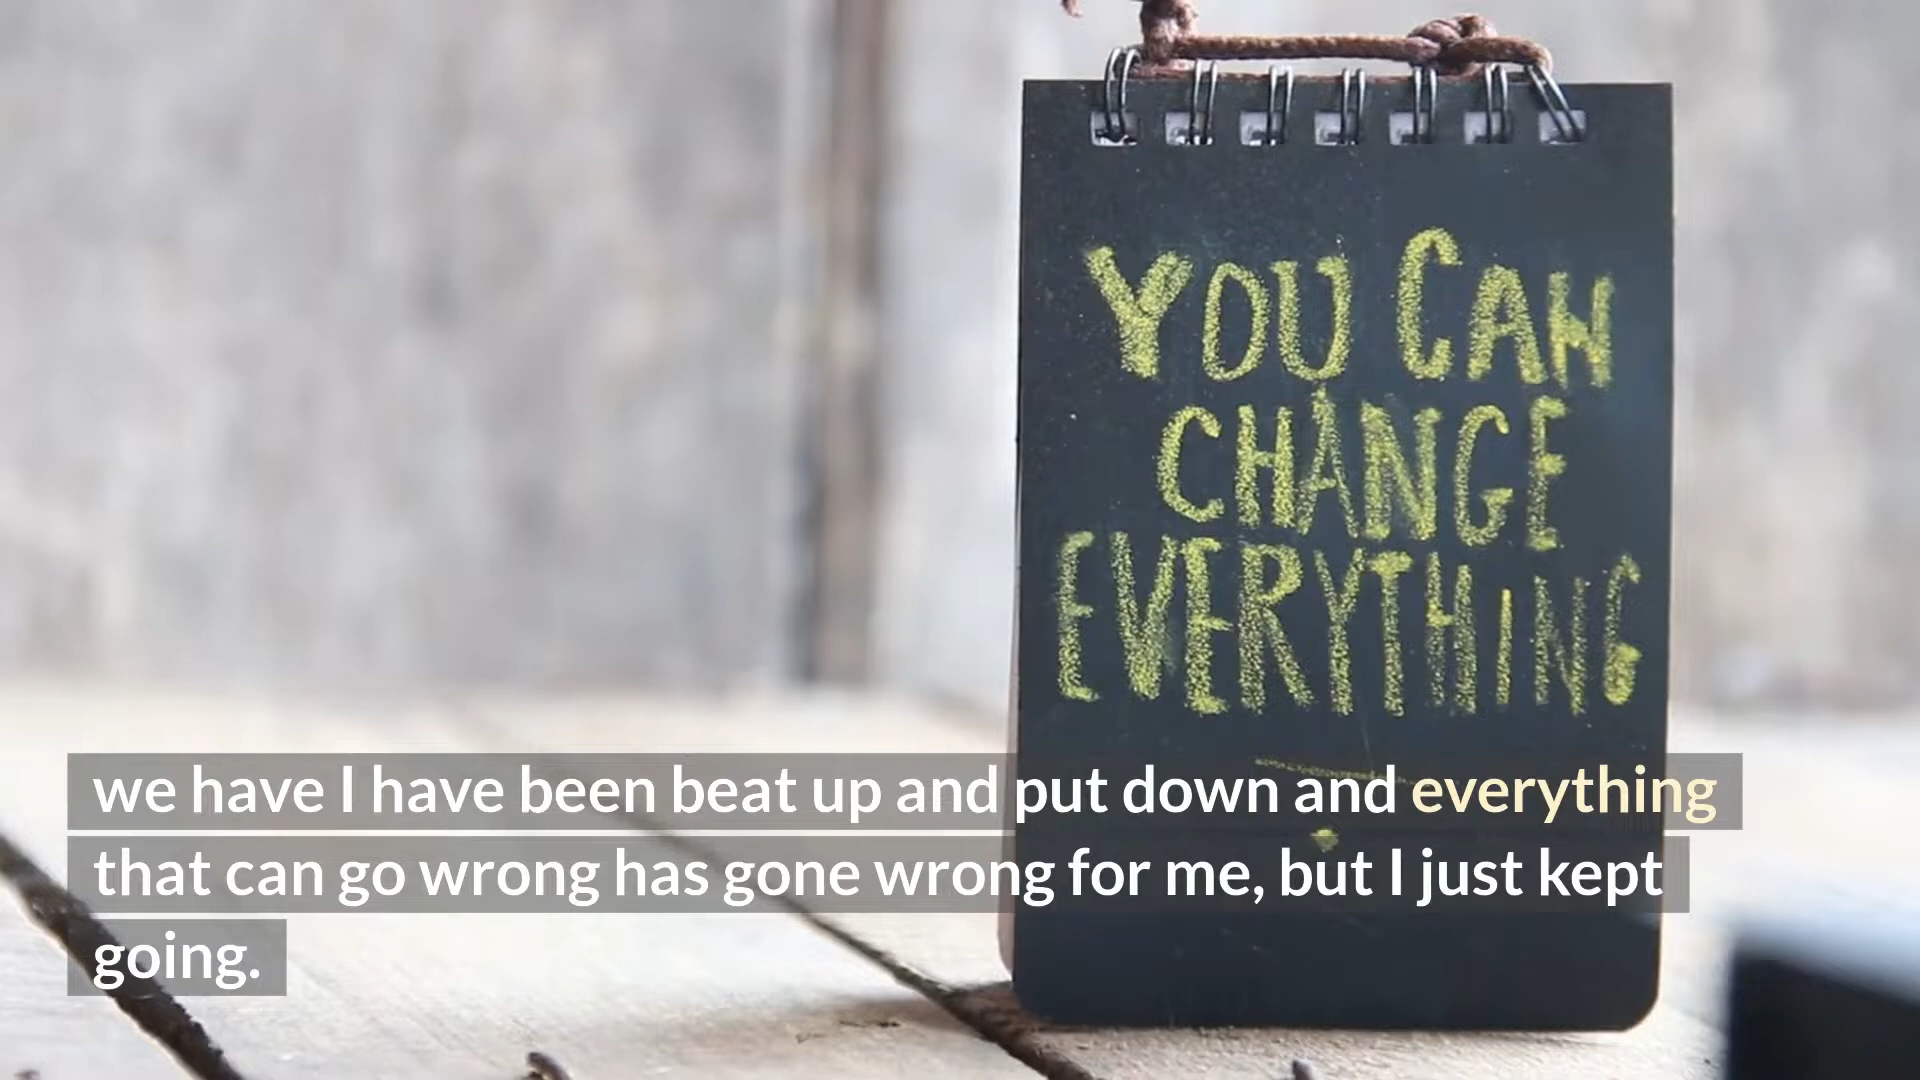 YOU CAN
CHANGE
EVERYTHING
we have I have been beat up and put down and everything
that can go wrong has gone wrong for me, but I just kept
going.